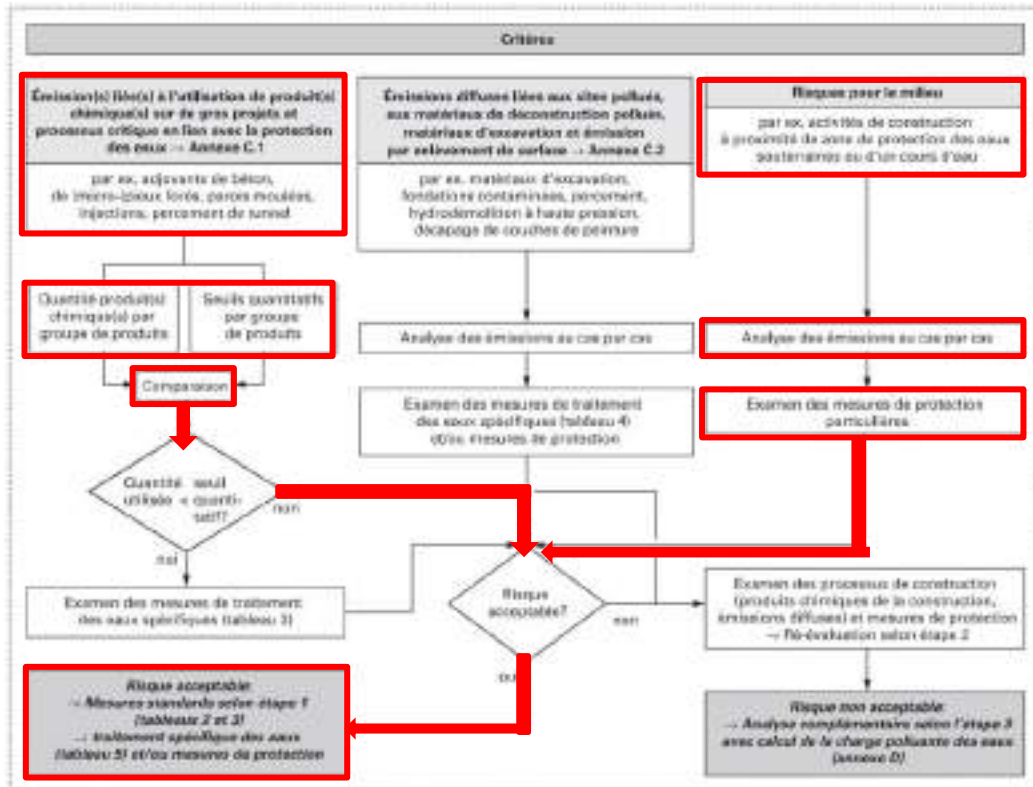 Critères
Émission(s) liée(s) à l'utilisation de produit(s)
chimique(s) sur de gros projets et
processus critique en lien avec la protection
des eaux → Annexe C.1
par ex. adjuvants de béton,
de (micro-)pieux forés, parois moulées,
injections, percement de tunnel
Émissions diffuses liées aux sites pollués,
aux matériaux de déconstruction pollués,
matériaux d'excavation et émission
par enlèvement de surface → Annexe C.2
par ex. matériaux d'excavation,
fondations contaminées, percement,
hydrodémolition à haute pression,
décapage de couches de peinture
Risques pour le milieu
par ex. activités de construction
à proximité de zone de protection des eaux
souterraines ou d'un cours d'eau
Quantité produit(s)
chimique(s) par
groupe de produits
Seuils quantitatifs
par groupe
de produits
Analyse des émissions au cas par cas
Analyse des émissions au cas par cas
Comparaison
Examen des mesures de traitement
des eaux spécifiques (tableau 4)
et/ou mesures de protection
Examen des mesures de protection
particulières
Quantité seuil
utilisée < quanti-
tatif?
non
Examen des mesures de traitement
des eaux spécifiques (tableau 3)
Risque
acceptable?
non
Examen des processus de construction
(produits chimiques de la construction,
émissions diffuses) et mesures de protection
→ Ré-évaluation selon étape 2
Risque acceptable:
→ Mesures standards selon étape 1
(tableaux 2 et 3)
→ traitement spécifique des eaux
(tableau 5) et/ou mesures de protection
Risque non acceptable:
→ Analyse complémentaire selon l'étape 3
avec calcul de la charge polluante des eaux
(annexe D)